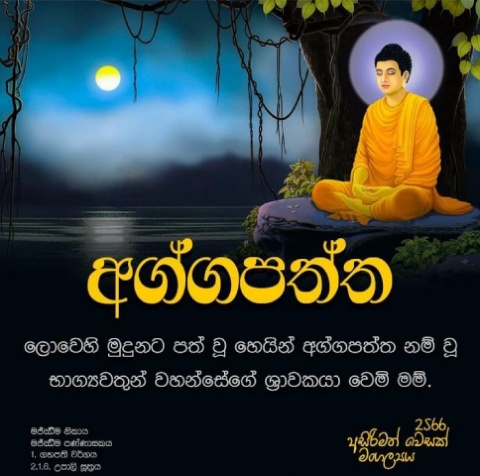 අග්ගපත්ත
ලොවෙහි මුදුනට පත් වූ හෙයින් අග්ගපත්ත නම් වූ
භාග්‍යවතුන් වහන්සේගේ ශ්‍රාවකයා වෙමි මම්.
මජ්ඣිම නිකාය
මජ්ඣිම පණ්ණාසකය
1. ගහපති වර්ගය
2.1.6. උපාලි සූත්‍රය
2566
අසිරිමත් වෙසක්
මංගල්‍යය